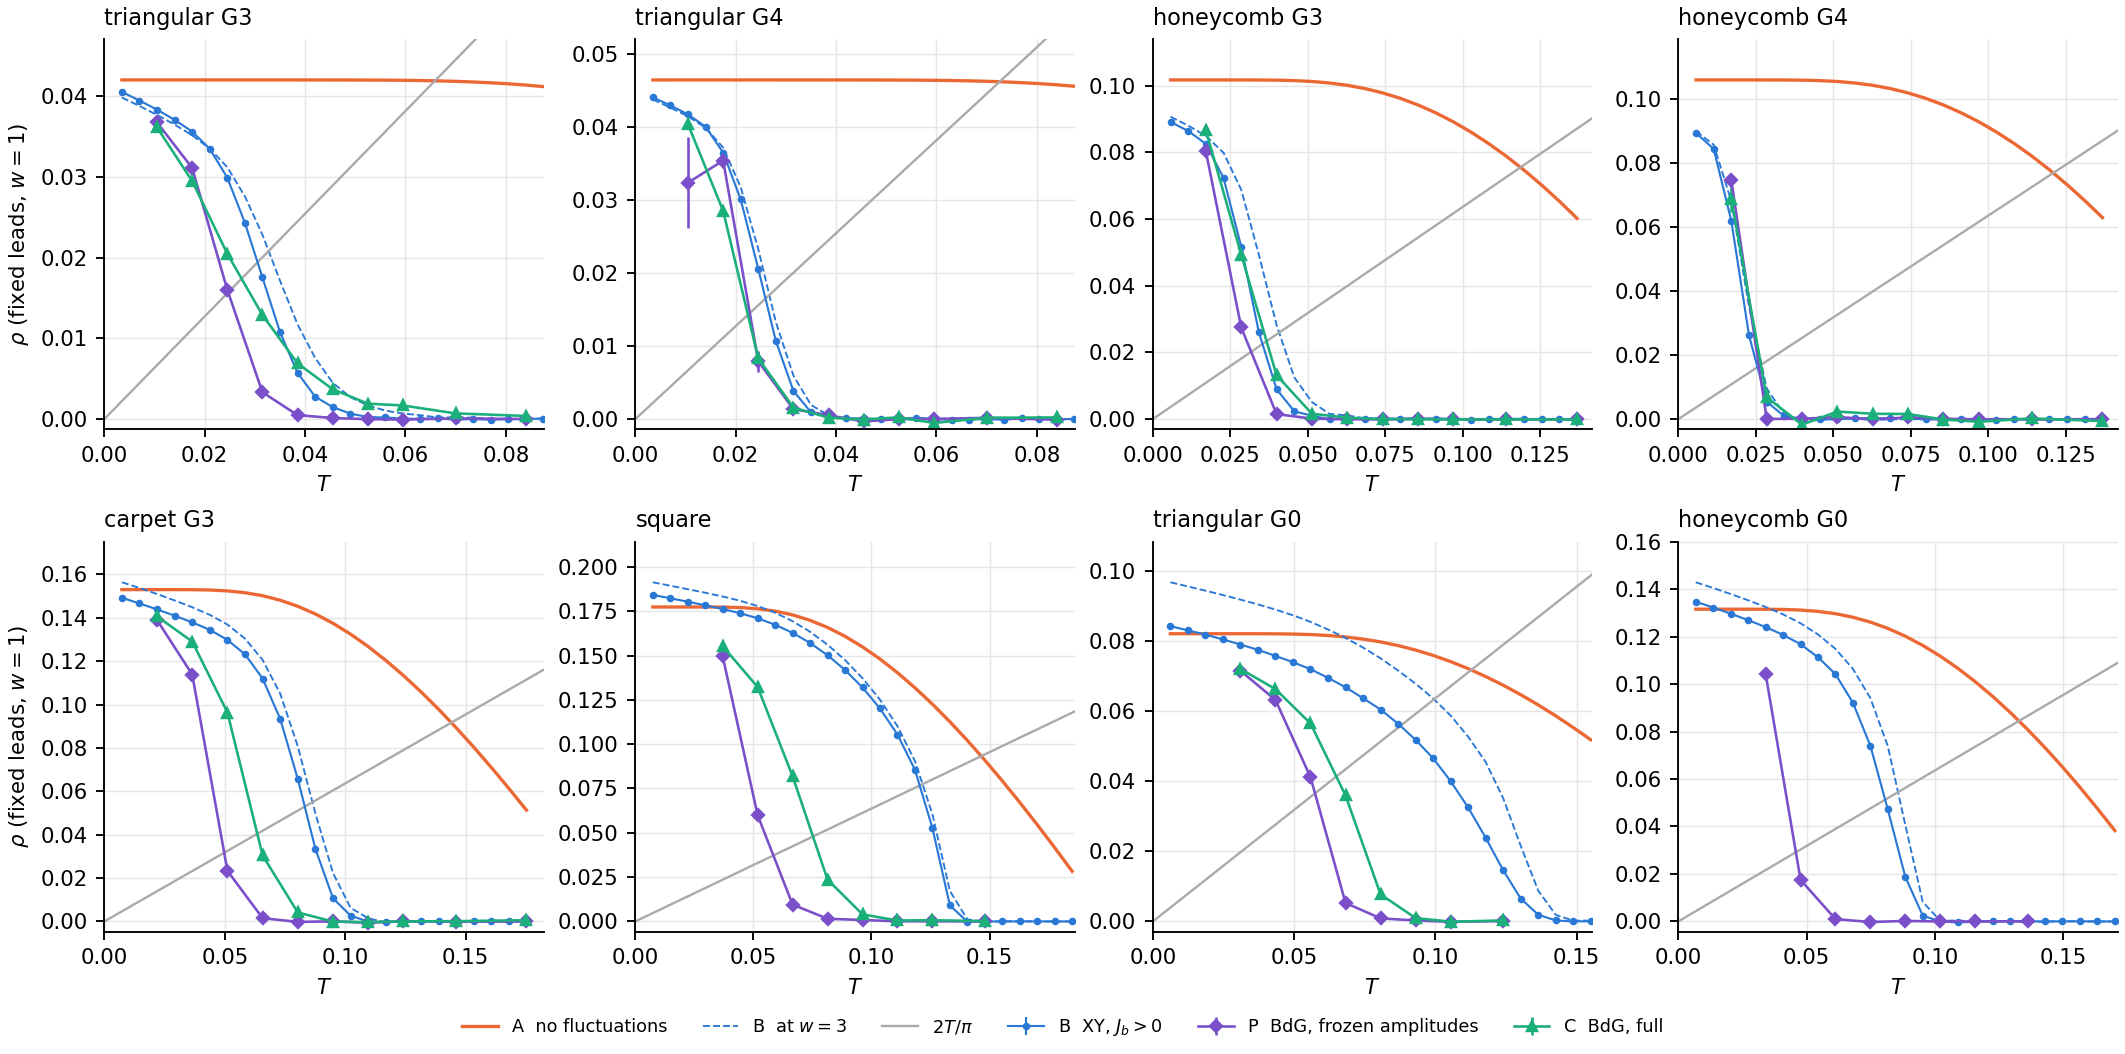 triangular G3
triangular G4
honeycomb G3
honeycomb G4
ρ (fixed leads, w = 1)
0.04
0.03
0.02
0.01
0.00
0.00 0.02 0.04 0.06 0.08
T
0.05
0.04
0.03
0.02
0.01
0.00
0.00 0.02 0.04 0.06 0.08
T
0.10
0.08
0.06
0.04
0.02
0.00
0.000 0.025 0.050 0.075 0.100 0.125
T
0.10
0.08
0.06
0.04
0.02
0.00
0.000 0.025 0.050 0.075 0.100 0.125
T
carpet G3
square
triangular G0
honeycomb G0
ρ (fixed leads, w = 1)
0.16
0.14
0.12
0.10
0.08
0.06
0.04
0.02
0.00
0.00 0.05 0.10 0.15
T
0.200
0.175
0.150
0.125
0.100
0.075
0.050
0.025
0.000
0.00 0.05 0.10 0.15
T
0.10
0.08
0.06
0.04
0.02
0.00
0.00 0.05 0.10 0.15
T
0.16
0.14
0.12
0.10
0.08
0.06
0.04
0.02
0.00
0.00 0.05 0.10 0.15
T
A no fluctuations
B at w = 3
2T/π
B XY, J_b > 0
P BdG, frozen amplitudes
C BdG, full